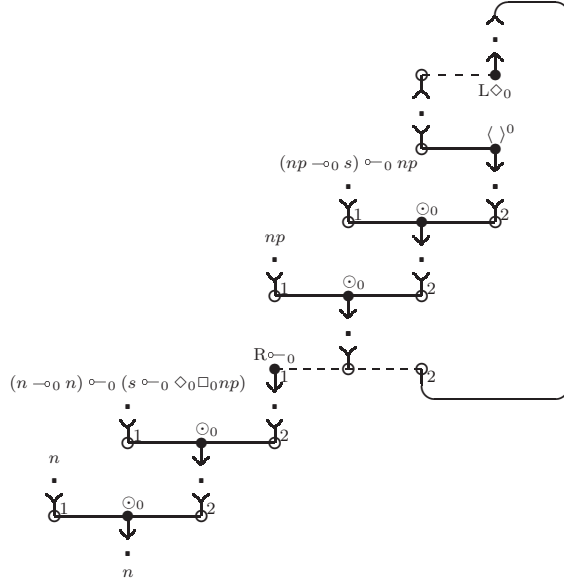 L◇₀
⟨ ⟩⁰
(np ⊸₀ s) ⟜₀ np
1 ⊙₀ 2
np
1 ⊙₀ 2
R⟜₀
1 2
(n ⊸₀ n) ⟜₀ (s ⟜₀ ◇₀□₀np)
1 ⊙₀ 2
n
1 ⊙₀ 2
n